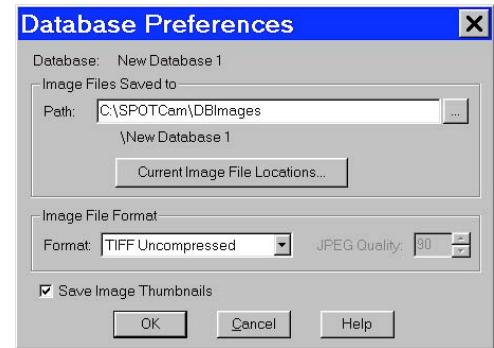 Database Preferences
Database: New Database 1
Image Files Saved to
Path: C:\SPOTCam\DBImages ...
\New Database 1
Current Image File Locations...
Image File Format
Format: TIFF Uncompressed JPEG Quality: 90
Save Image Thumbnails
OK Cancel Help